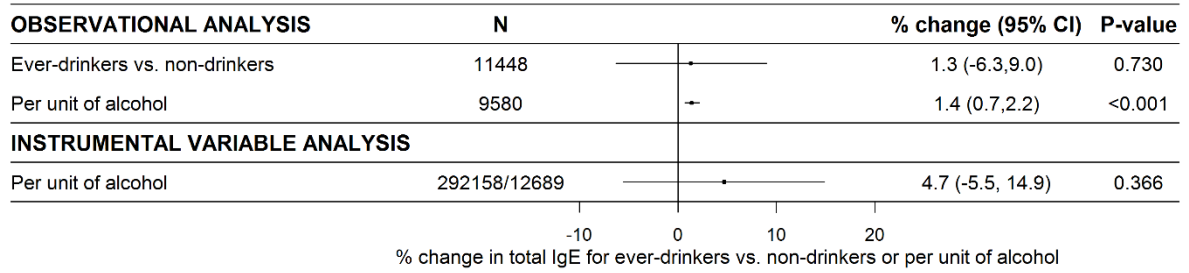 OBSERVATIONAL ANALYSIS N % change (95% CI) P-value
Ever-drinkers vs. non-drinkers 11448 1.3 (-6.3,9.0) 0.730
Per unit of alcohol 9580 1.4 (0.7,2.2) <0.001
INSTRUMENTAL VARIABLE ANALYSIS
Per unit of alcohol 292158/12689 4.7 (-5.5, 14.9) 0.366
-10 0 10 20
% change in total IgE for ever-drinkers vs. non-drinkers or per unit of alcohol